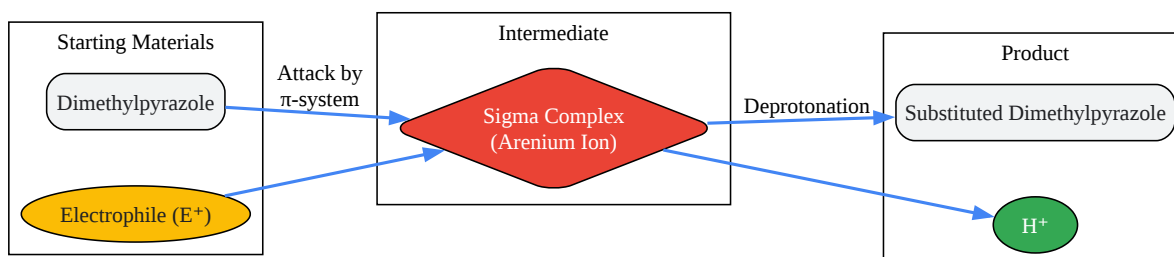 Starting Materials
Dimethylpyrazole
Electrophile (E⁺)
Attack by
π-system
Intermediate
Sigma Complex
(Arenium Ion)
Deprotonation
Product
Substituted Dimethylpyrazole
H⁺